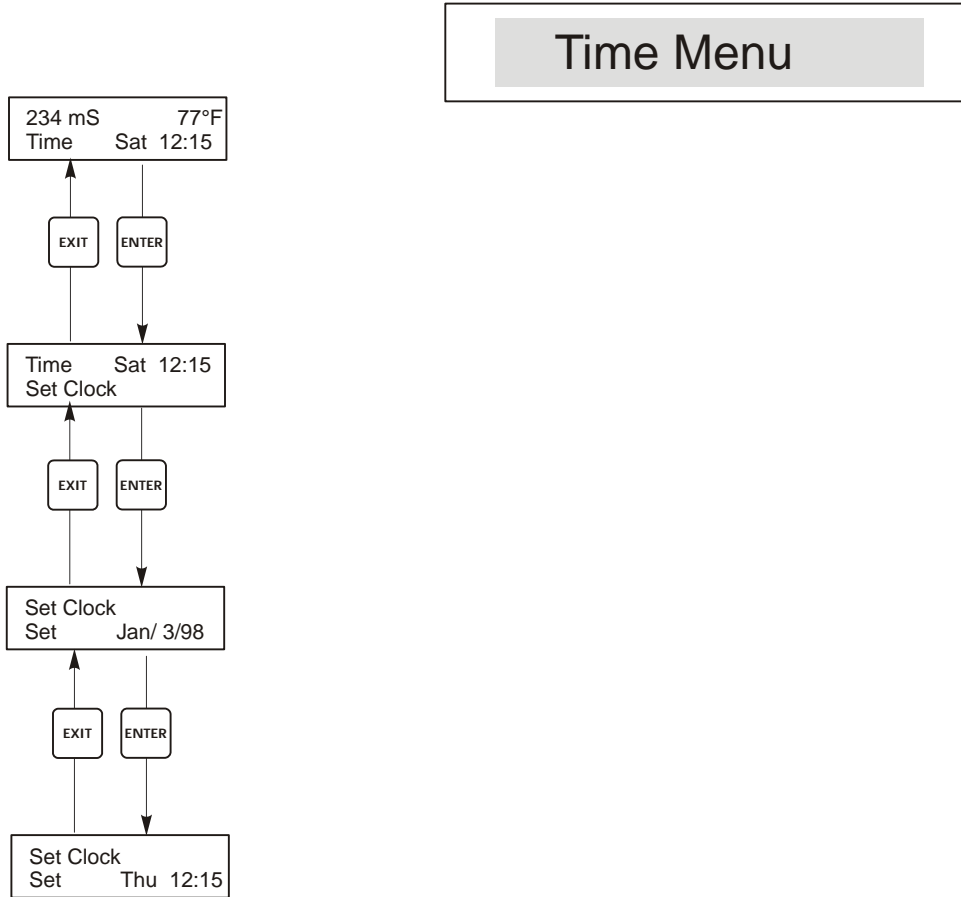 Time Menu
234 mS 77°F
Time Sat 12:15
EXIT ENTER
Time Sat 12:15
Set Clock
EXIT ENTER
Set Clock
Set Jan/ 3/98
EXIT ENTER
Set Clock
Set Thu 12:15